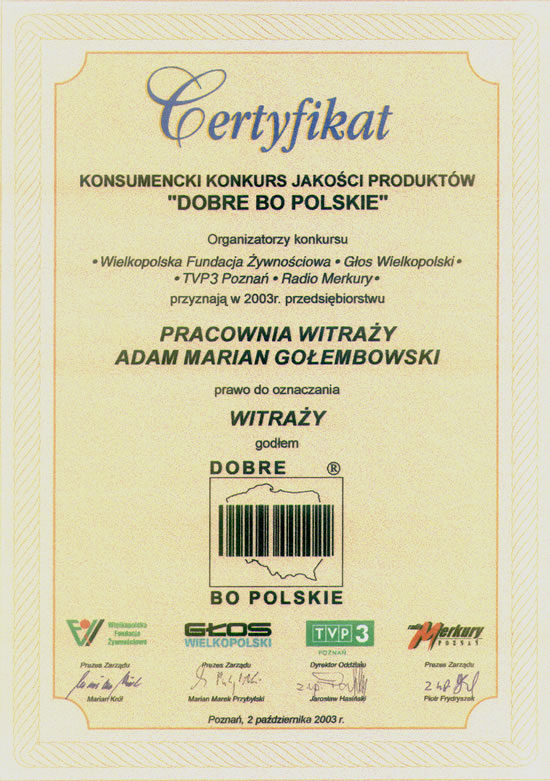 Certyfikat
KONSUMENCKI KONKURS JAKOŚCI PRODUKTÓW
"DOBRE BO POLSKIE"
Organizatorzy konkursu
• Wielkopolska Fundacja Żywnościowa • Głos Wielkopolski •
• TVP3 Poznań • Radio Merkury •
przyznają w 2003r. przedsiębiorstwu
PRACOWNIA WITRAŻY
ADAM MARIAN GOŁEMBOWSKI
prawo do oznaczania
WITRAŻY
godłem
DOBRE ®
BO POLSKIE
Wielkopolska
Fundacja
Żywnościowa
GŁOS
WIELKOPOLSKI
TVP3
POZNAŃ
radio
Merkury
POZNAŃ
Prezes Zarządu
Marian Król
Prezes Zarządu
Marian Marek Przybylski
Dyrektor Oddziału
Jarosław Hasiński
Prezes Zarządu
Piotr Frydryszek
Poznań, 2 października 2003 r.